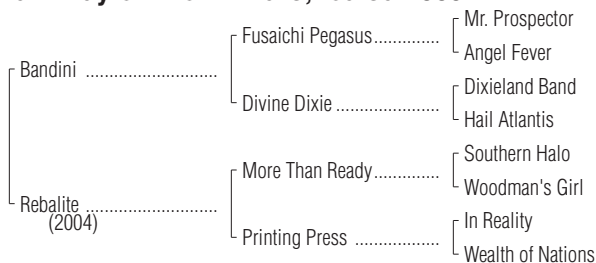 Fusaichi Pegasus.............. Mr. Prospector
Angel Fever
Bandini ............................
Divine Dixie ...................... Dixieland Band
Hail Atlantis
More Than Ready.............. Southern Halo
Woodman's Girl
Rebalite ............................
(2004)
Printing Press .................. In Reality
Wealth of Nations